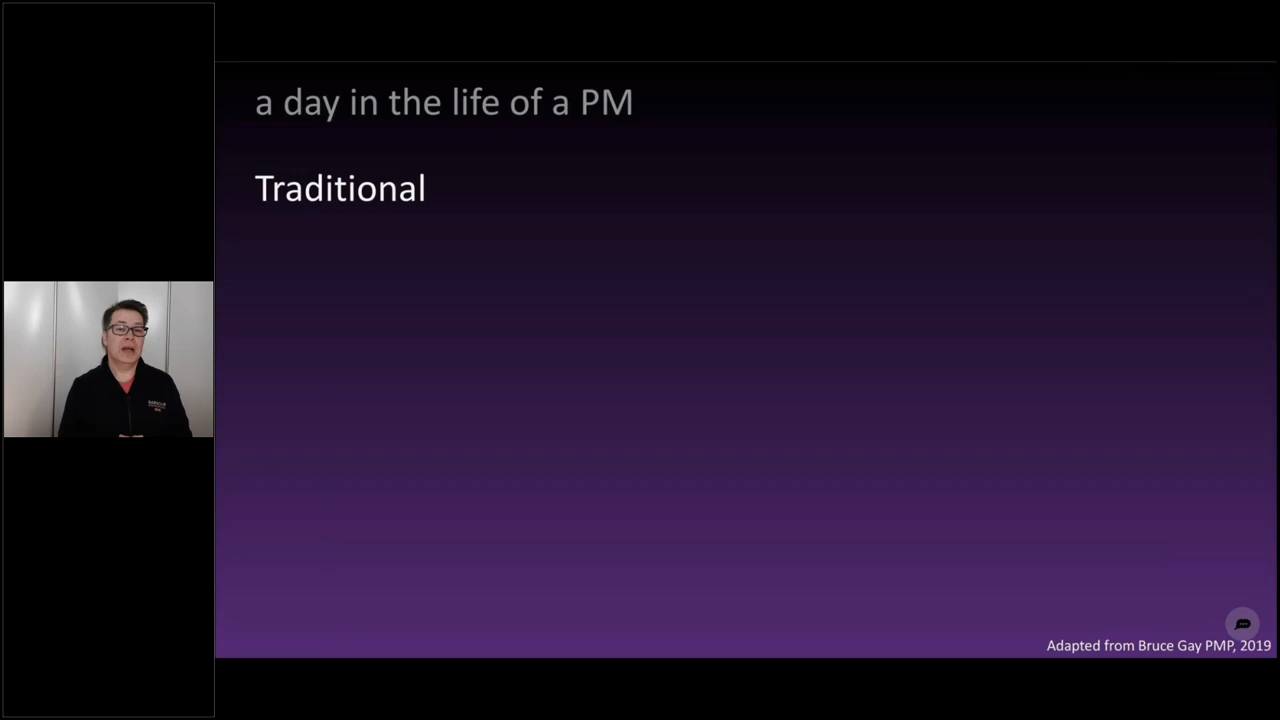 a day in the life of a PM
Traditional
Adapted from Bruce Gay PMP, 2019